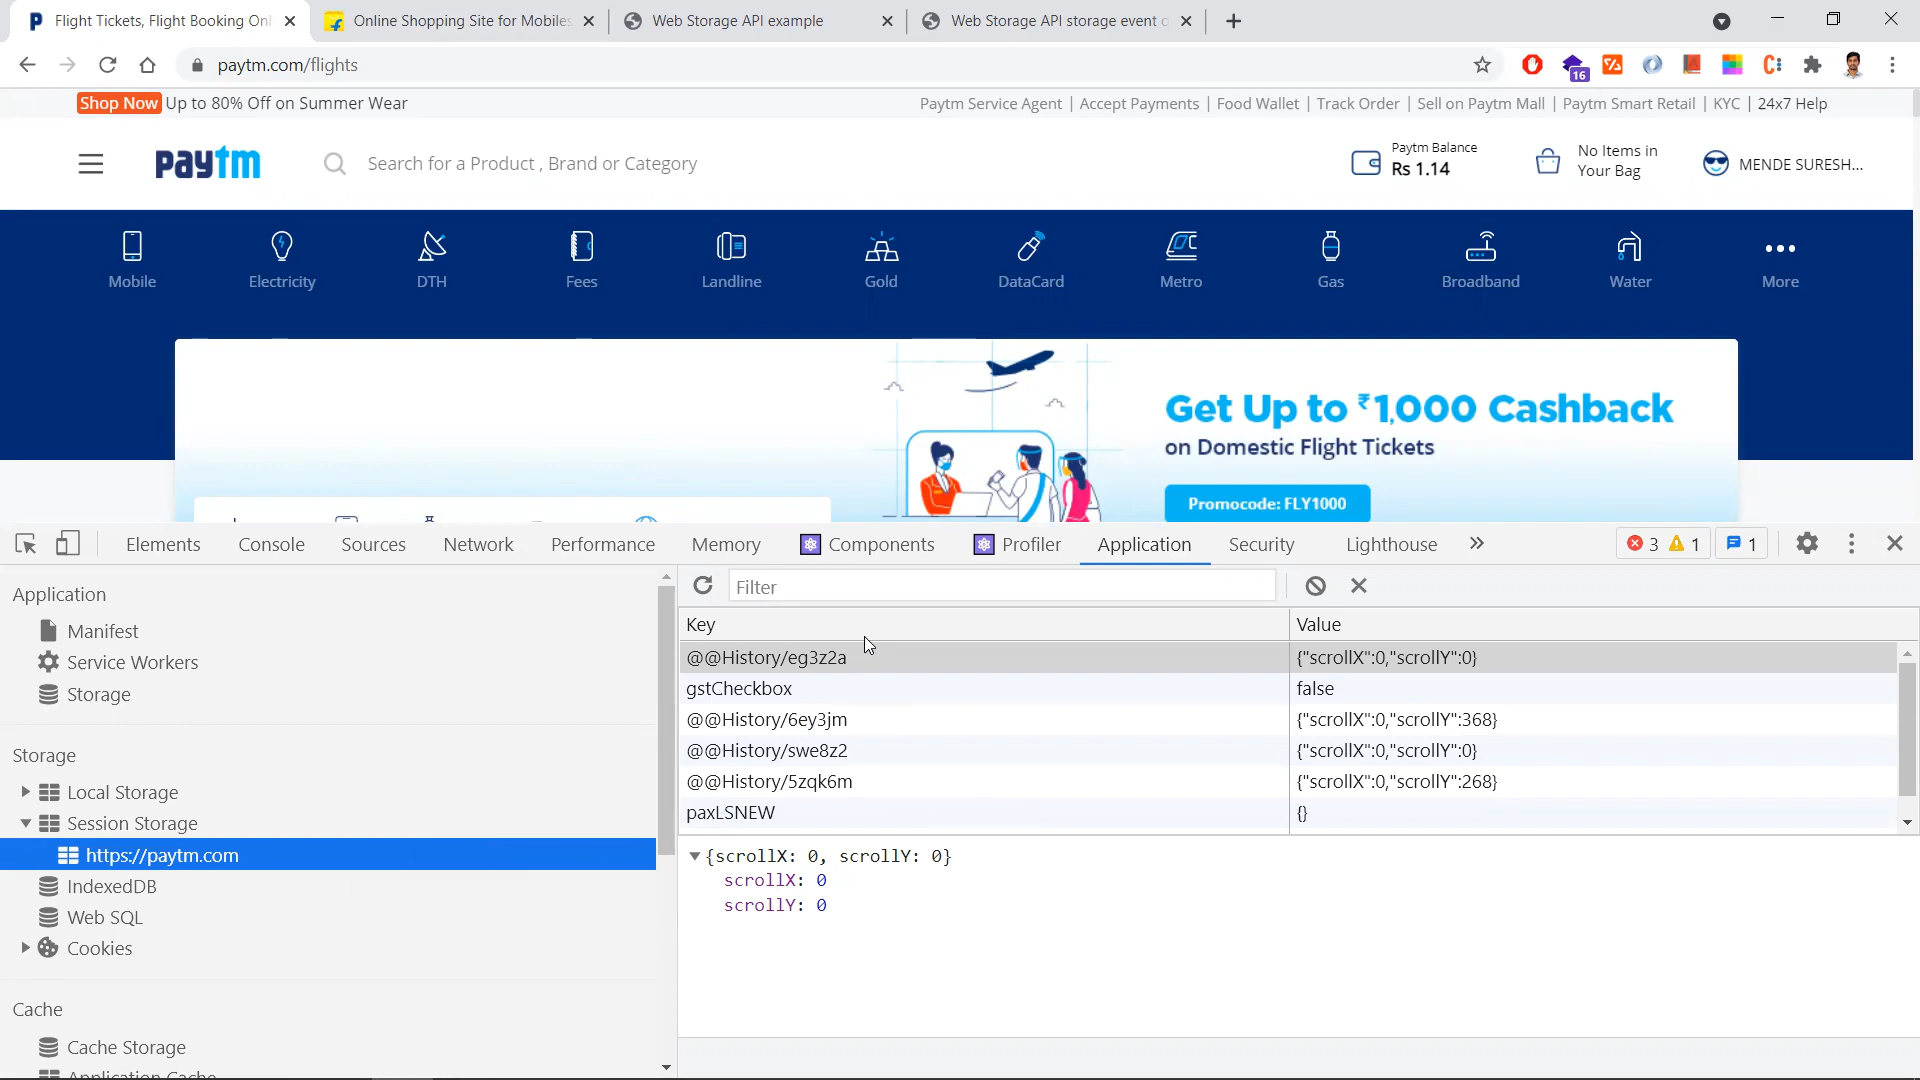 Flight Tickets, Flight Booking Onl
Online Shopping Site for Mobiles
Web Storage API example
Web Storage API storage event o
paytm.com/flights
16
Shop Now Up to 80% Off on Summer Wear
Paytm Service Agent | Accept Payments | Food Wallet | Track Order | Sell on Paytm Mall | Paytm Smart Retail | KYC | 24x7 Help
paytm
Search for a Product , Brand or Category
Paytm Balance
Rs 1.14
No Items in
Your Bag
MENDE SURESH...
Mobile
Electricity
DTH
Fees
Landline
Gold
DataCard
Metro
Gas
Broadband
Water
More
Get Up to ₹1,000 Cashback
on Domestic Flight Tickets
Promocode: FLY1000
Elements
Console
Sources
Network
Performance
Memory
Components
Profiler
Application
Security
Lighthouse
3
1
1
Application
Manifest
Service Workers
Storage
Storage
Local Storage
Session Storage
https://paytm.com
IndexedDB
Web SQL
Cookies
Cache
Cache Storage
Application Cache
Filter
Key Value
@@History/eg3z2a {"scrollX":0,"scrollY":0}
gstCheckbox false
@@History/6ey3jm {"scrollX":0,"scrollY":368}
@@History/swe8z2 {"scrollX":0,"scrollY":0}
@@History/5zqk6m {"scrollX":0,"scrollY":268}
paxLSNEW {}
{scrollX: 0, scrollY: 0}
scrollX: 0
scrollY: 0